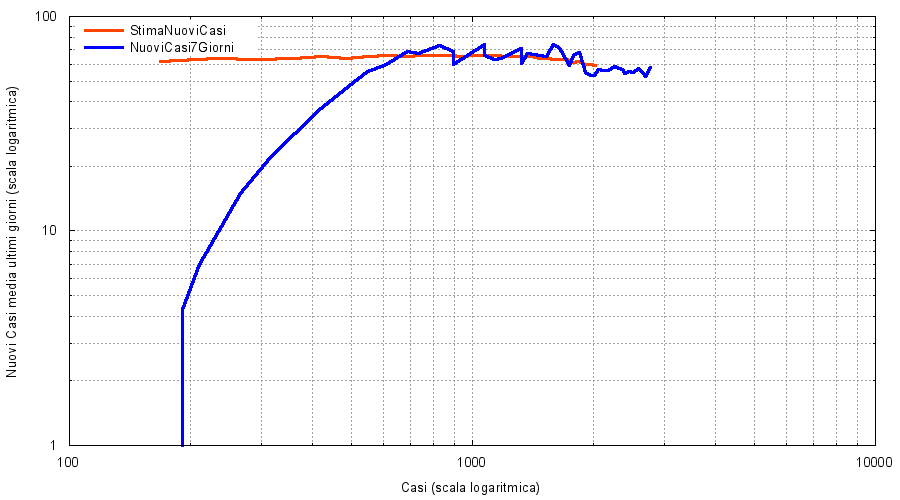 100
StimaNuoviCasi
NuoviCasi7Giorni
10
1
Nuovi Casi media ultimi giorni (scala logaritmica)
100
1000
10000
Casi (scala logaritmica)